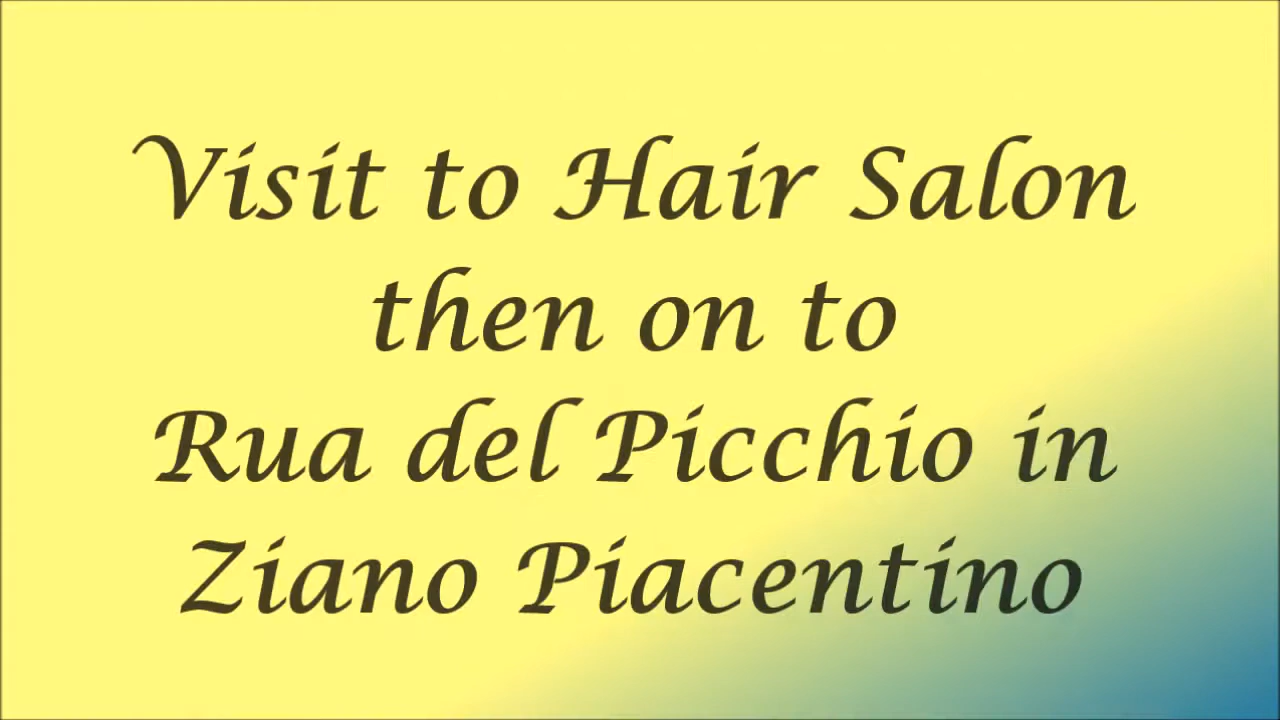 Visit to Hair Salon
then on to
Rua del Picchio in
Ziano Piacentino